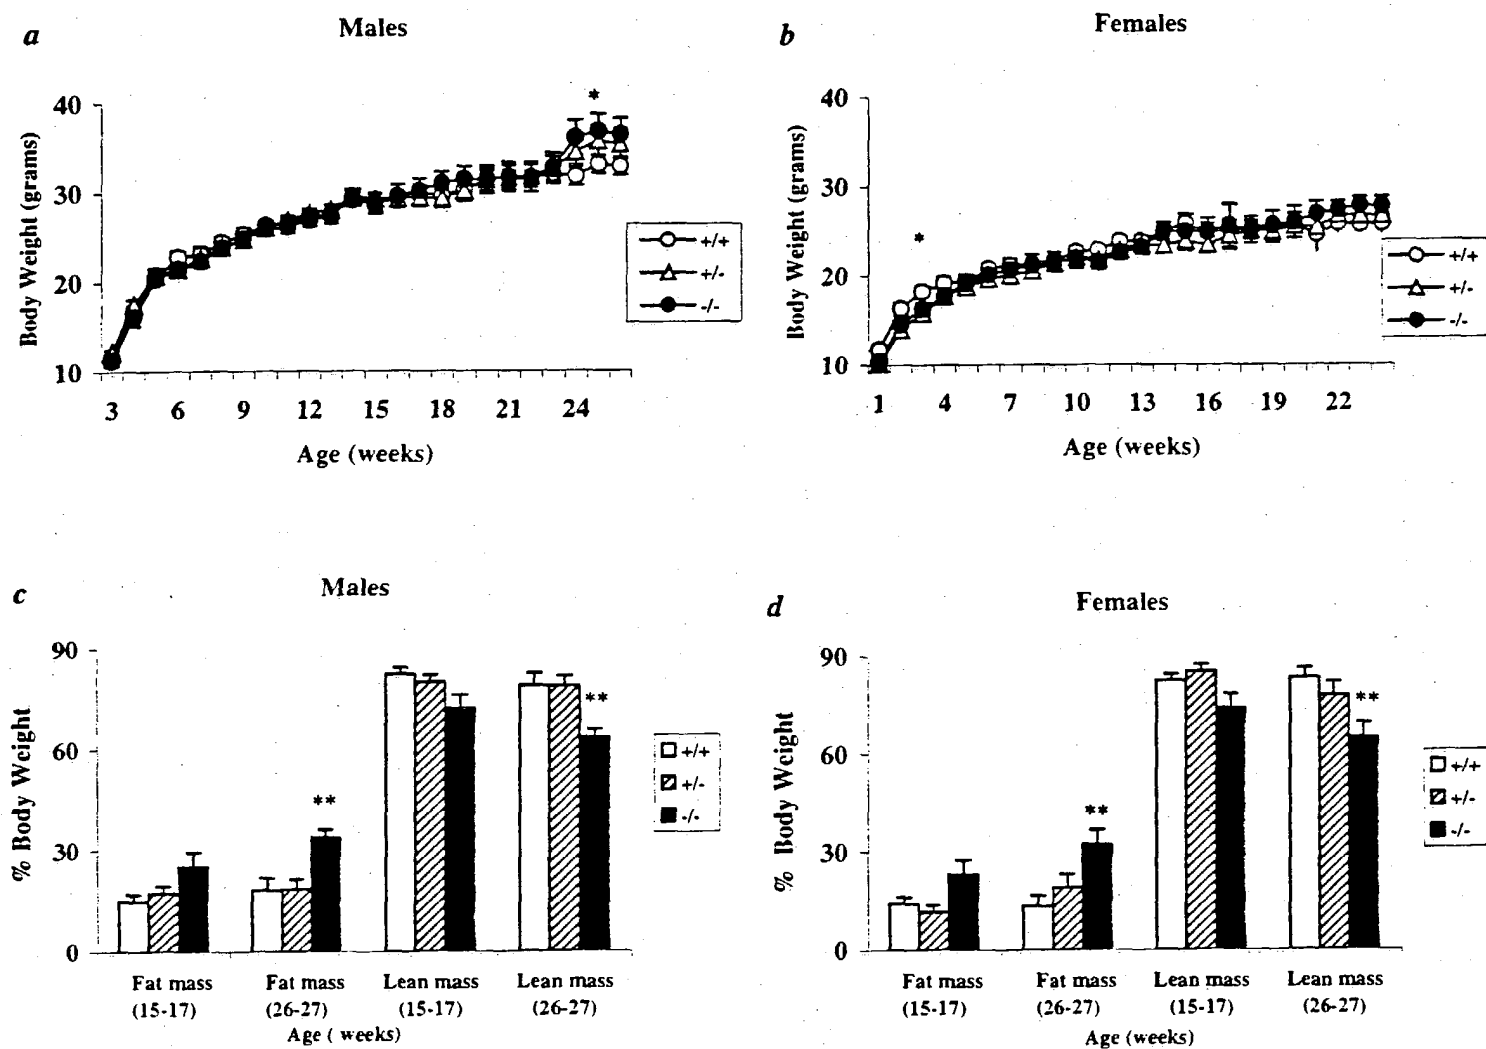 a
Males
40
30
20
10
Body Weight (grams)
*
+/+
+/-
-/-
3 6 9 12 15 18 21 24
Age (weeks)
b
Females
40
30
20
10
Body Weight (grams)
*
+/+
+/-
-/-
1 4 7 10 13 16 19 22
Age (weeks)
c
Males
90
60
30
0
% Body Weight
**
**
+/+
+/-
-/-
Fat mass Fat mass Lean mass Lean mass
(15-17) (26-27) (15-17) (26-27)
Age ( weeks)
d
Females
90
60
30
0
% Body Weight
**
**
+/+
+/-
-/-
Fat mass Fat mass Lean mass Lean mass
(15-17) (26-27) (15-17) (26-27)
Age (weeks)